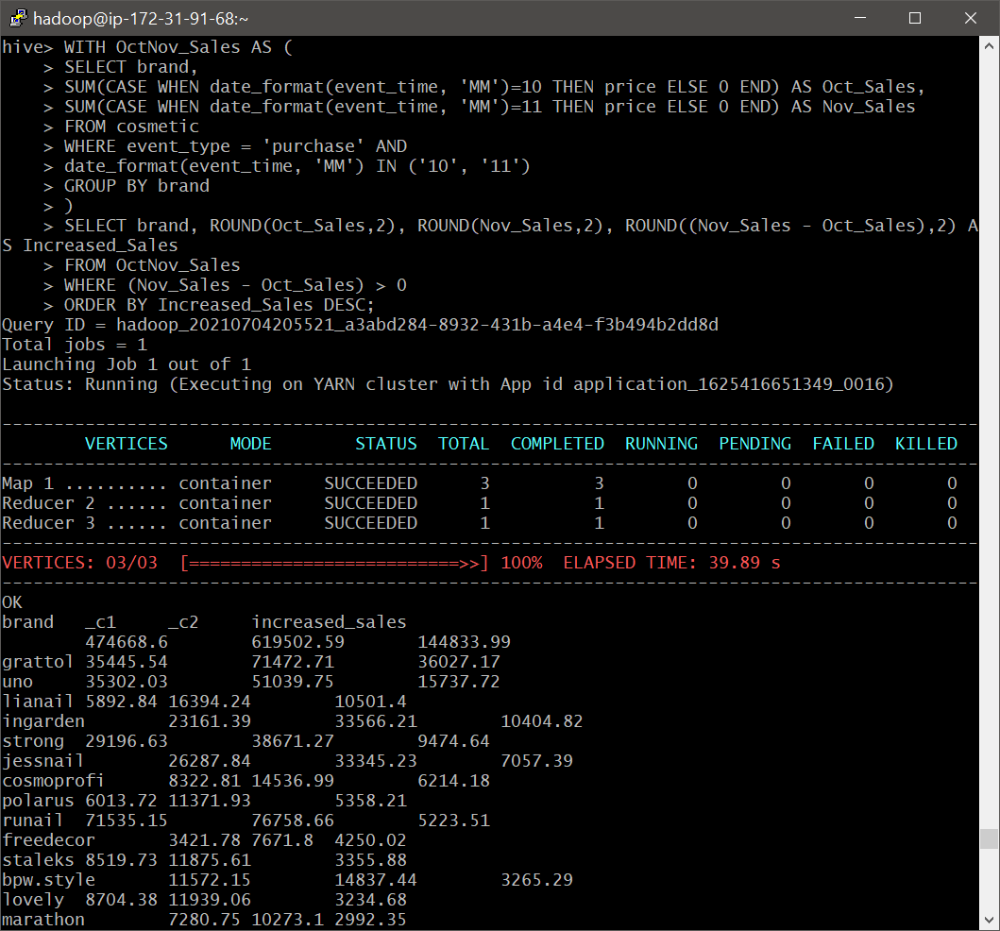 hadoop@ip-172-31-91-68:~
hive> WITH OctNov_Sales AS (
    > SELECT brand,
    > SUM(CASE WHEN date_format(event_time, 'MM')=10 THEN price ELSE 0 END) AS Oct_Sales,
    > SUM(CASE WHEN date_format(event_time, 'MM')=11 THEN price ELSE 0 END) AS Nov_Sales
    > FROM cosmetic
    > WHERE event_type = 'purchase' AND
    > date_format(event_time, 'MM') IN ('10', '11')
    > GROUP BY brand
    > )
    > SELECT brand, ROUND(Oct_Sales,2), ROUND(Nov_Sales,2), ROUND((Nov_Sales - Oct_Sales),2) A
S Increased_Sales
    > FROM OctNov_Sales
    > WHERE (Nov_Sales - Oct_Sales) > 0
    > ORDER BY Increased_Sales DESC;
Query ID = hadoop_20210704205521_a3abd284-8932-431b-a4e4-f3b494b2dd8d
Total jobs = 1
Launching Job 1 out of 1
Status: Running (Executing on YARN cluster with App id application_1625416651349_0016)
----------------------------------------------------------------------------------------------
        VERTICES      MODE        STATUS  TOTAL  COMPLETED  RUNNING  PENDING  FAILED  KILLED
----------------------------------------------------------------------------------------------
Map 1 .......... container     SUCCEEDED      3          3        0        0       0       0
Reducer 2 ...... container     SUCCEEDED      1          1        0        0       0       0
Reducer 3 ...... container     SUCCEEDED      1          1        0        0       0       0
----------------------------------------------------------------------------------------------
VERTICES: 03/03  [==========================>>] 100%  ELAPSED TIME: 39.89 s
----------------------------------------------------------------------------------------------
OK
brand   _c1     _c2     increased_sales
        474668.6        619502.59       144833.99
grattol 35445.54        71472.71        36027.17
uno     35302.03        51039.75        15737.72
lianail 5892.84 16394.24        10501.4
ingarden        23161.39        33566.21        10404.82
strong  29196.63        38671.27        9474.64
jessnail        26287.84        33345.23        7057.39
cosmoprofi      8322.81 14536.99        6214.18
polarus 6013.72 11371.93        5358.21
runail  71535.15        76758.66        5223.51
freedecor       3421.78 7671.8  4250.02
staleks 8519.73 11875.61        3355.88
bpw.style       11572.15        14837.44        3265.29
lovely  8704.38 11939.06        3234.68
marathon        7280.75 10273.1 2992.35